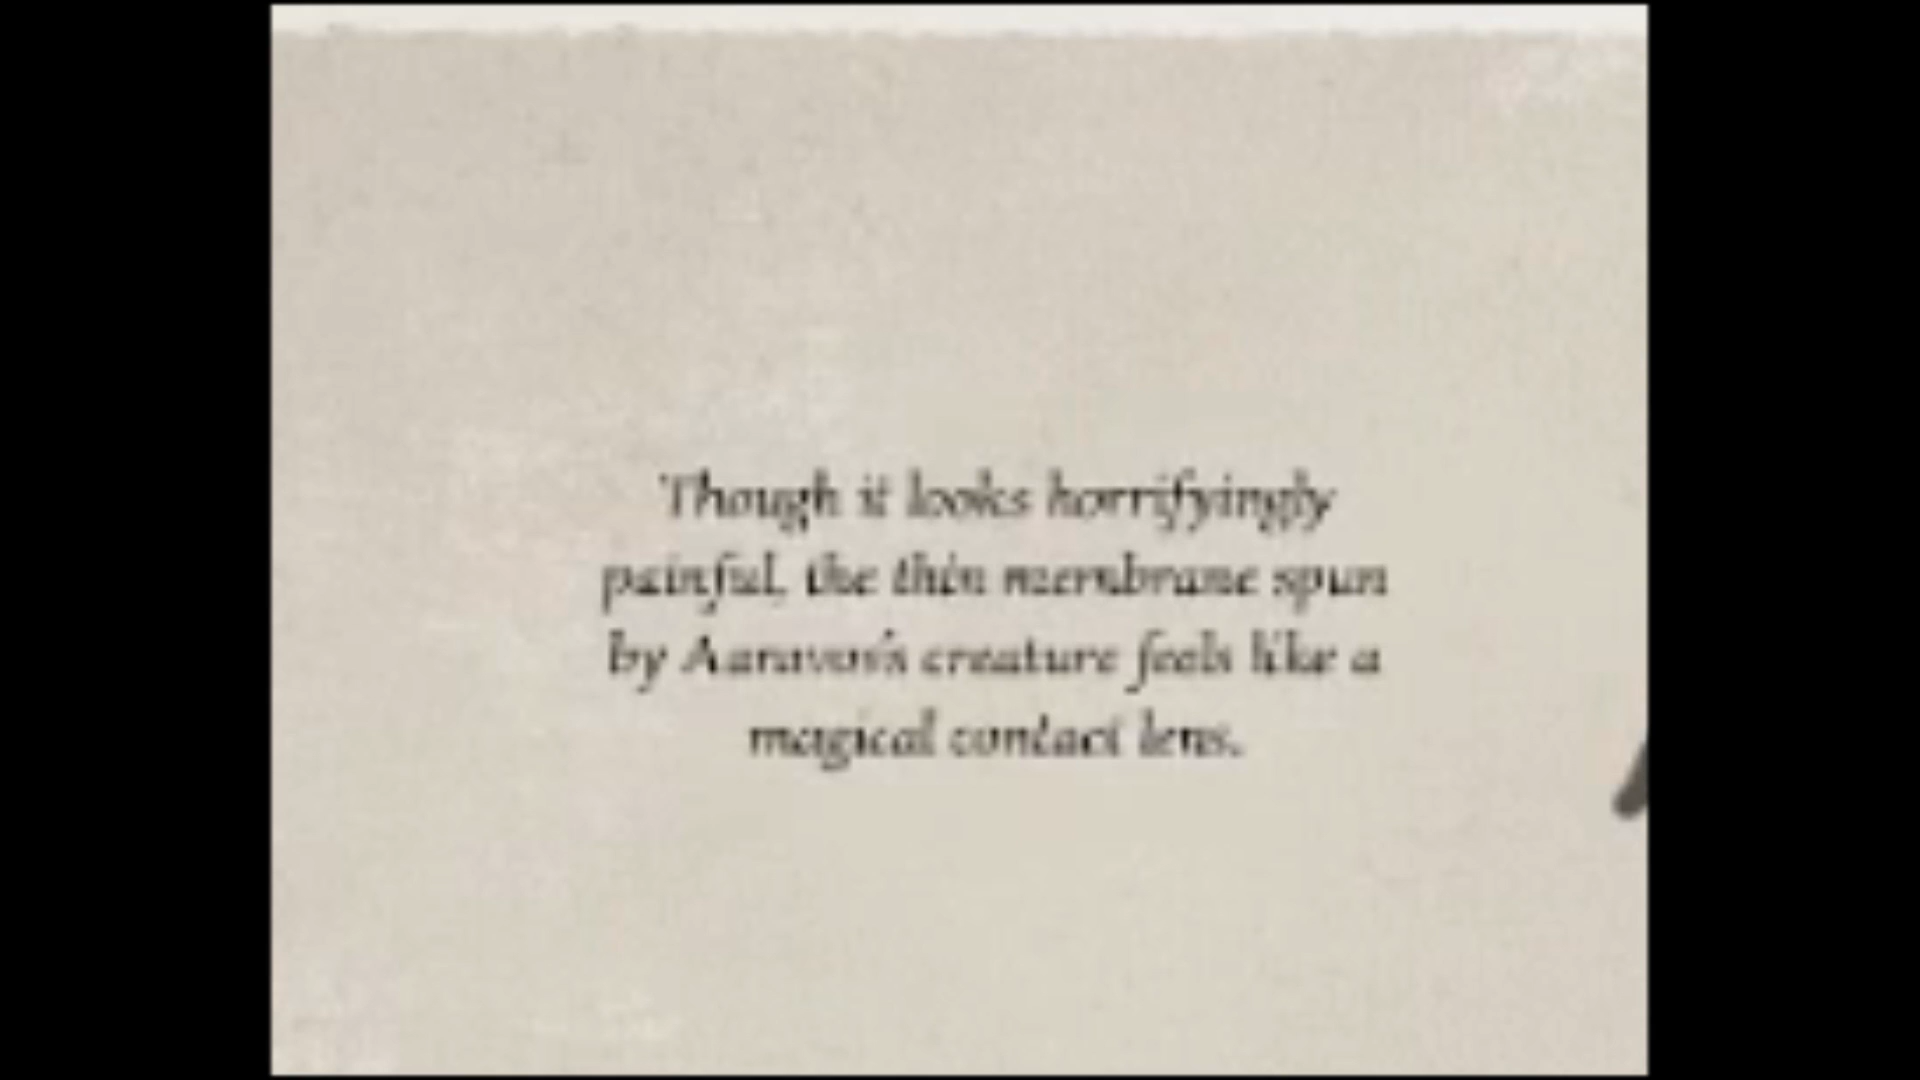 Though it looks horrifyingly
painful, the thin membrane spun
by Aaravos's creature feels like a
magical contact lens.